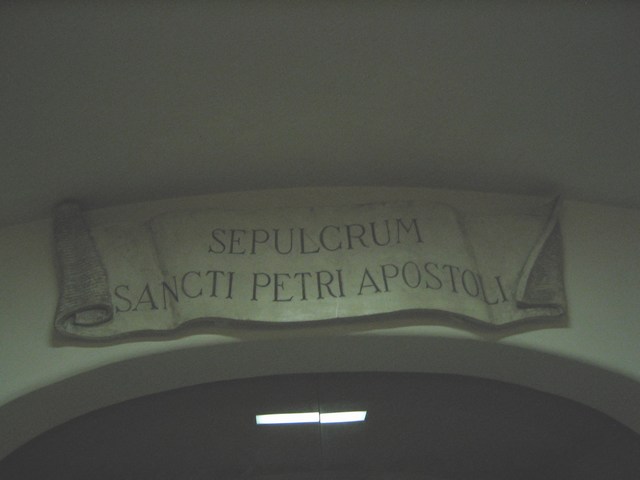 SEPULCRUM
SANCTI PETRI APOSTOLI